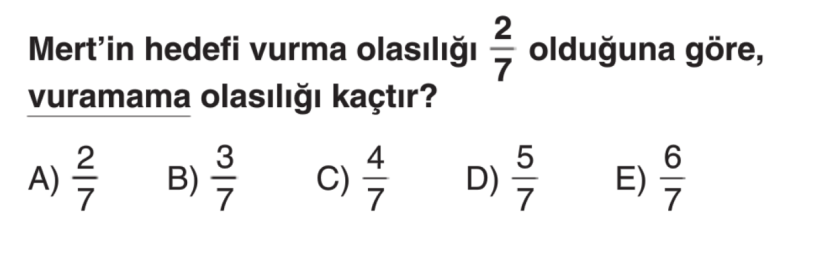 Mert'in hedefi vurma olasılığı 2/7 olduğuna göre,
vuramama olasılığı kaçtır?
A) 2/7 B) 3/7 C) 4/7 D) 5/7 E) 6/7